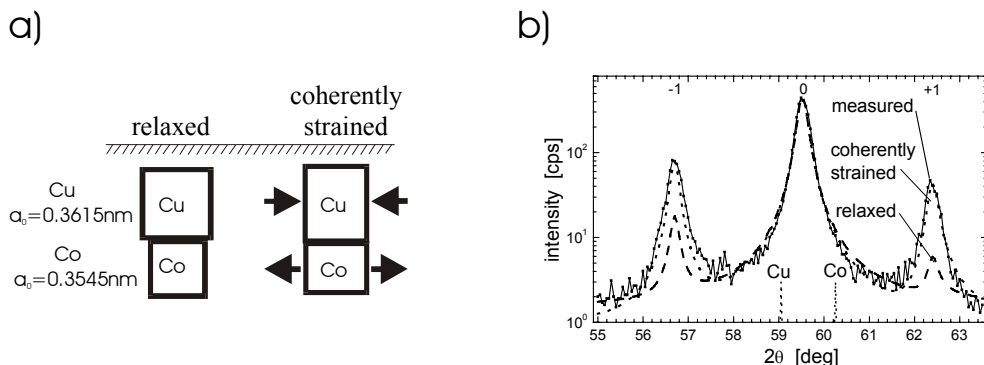 a)
relaxed
coherently
strained
Cu
a₀=0.3615nm
Co
a₀=0.3545nm
Cu
Co
Cu
Co
b)
intensity [cps]
10²
10¹
10⁰
-1
0
+1
measured
coherently
strained
relaxed
Cu
Co
55 56 57 58 59 60 61 62 63
2θ [deg]